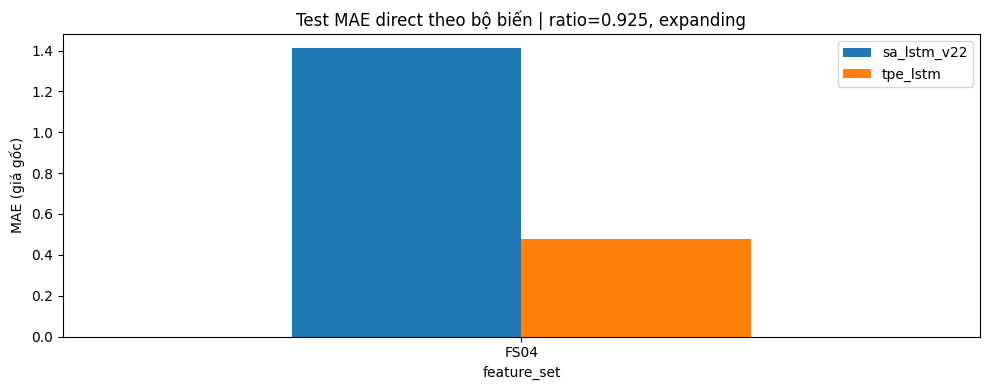 Test MAE direct theo bộ biến | ratio=0.925, expanding
sa_lstm_v22
tpe_lstm
MAE (giá gốc)
1.4
1.2
1.0
0.8
0.6
0.4
0.2
0.0
FS04
feature_set